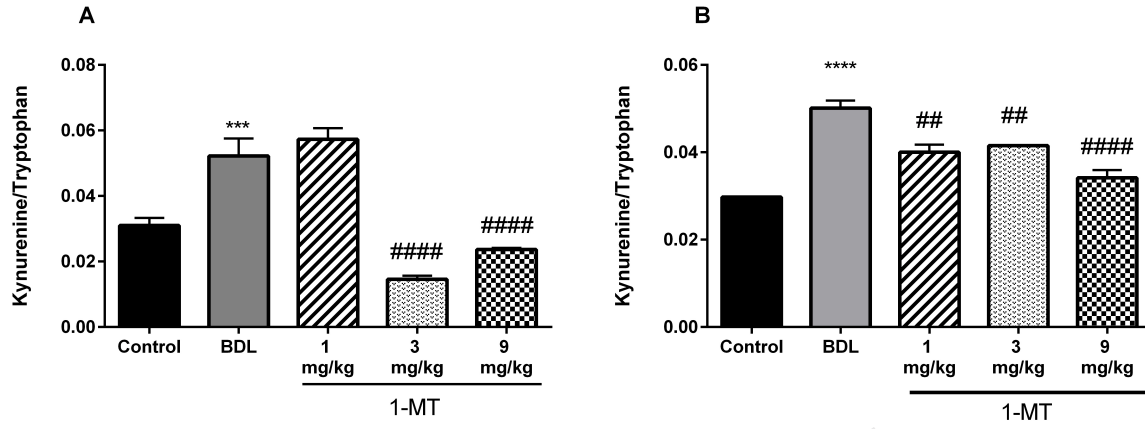 A
Kynurenine/Tryptophan
0.08
0.06
0.04
0.02
0.00
***
####
####
Control BDL 1 3 9
mg/kg mg/kg mg/kg
1-MT
B
Kynurenine/Tryptophan
0.06
0.04
0.02
0.00
****
##
##
####
Control BDL 1 3 9
mg/kg mg/kg mg/kg
1-MT